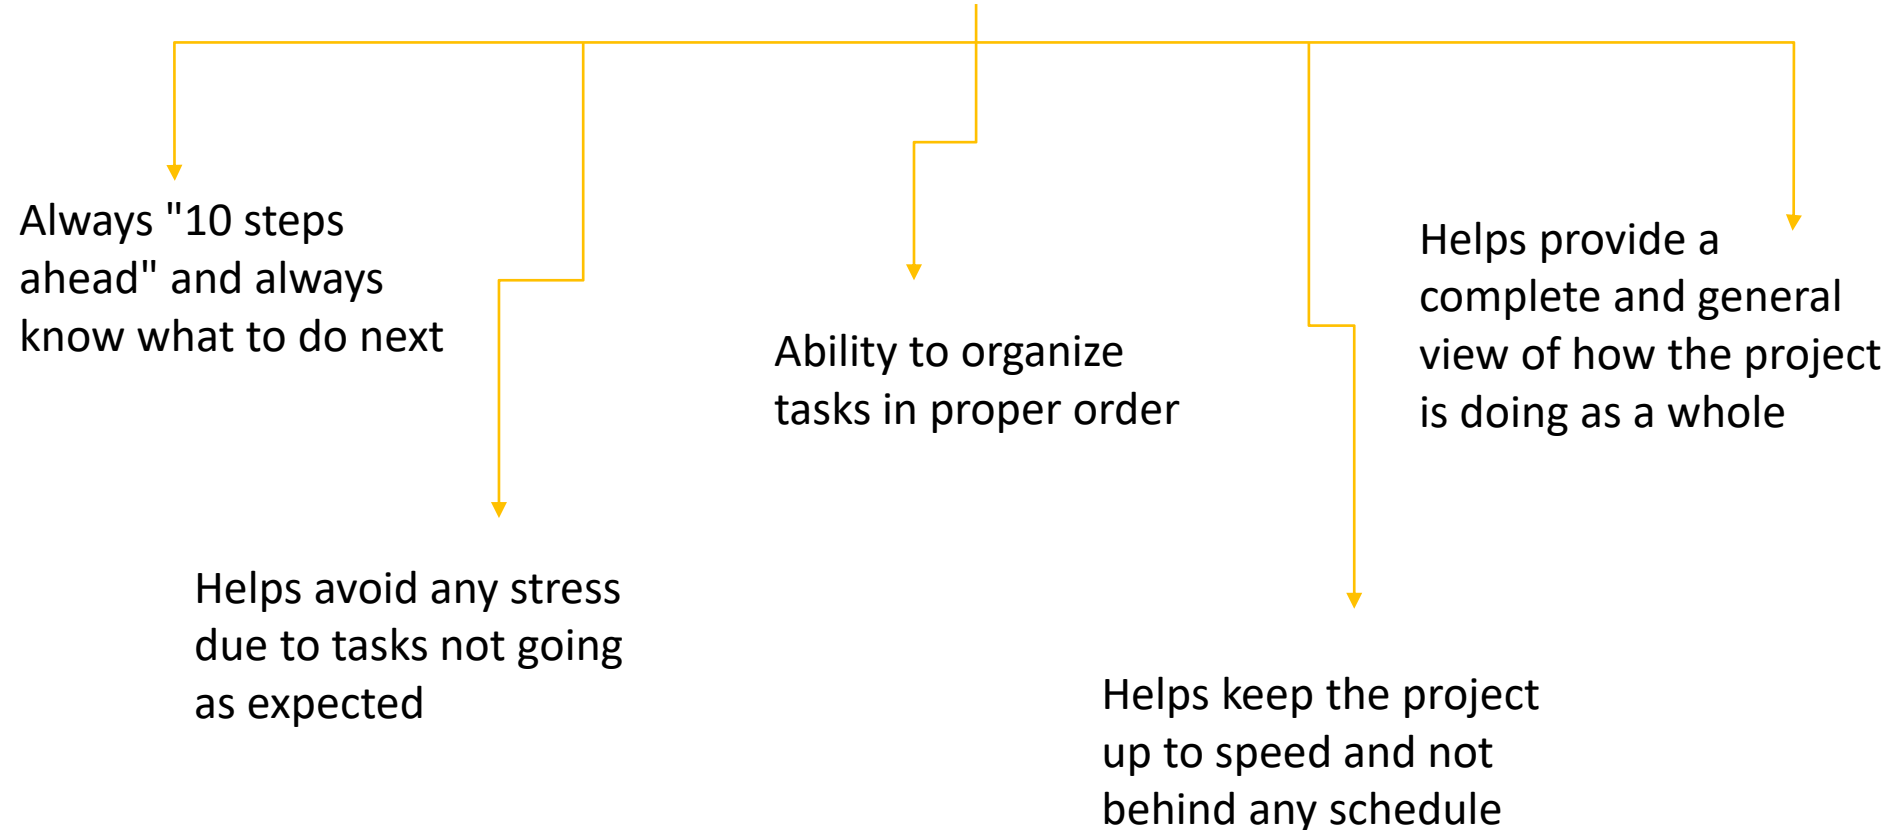 Always "10 steps
ahead" and always
know what to do next
Helps avoid any stress
due to tasks not going
as expected
Ability to organize
tasks in proper order
Helps keep the project
up to speed and not
behind any schedule
Helps provide a
complete and general
view of how the project
is doing as a whole